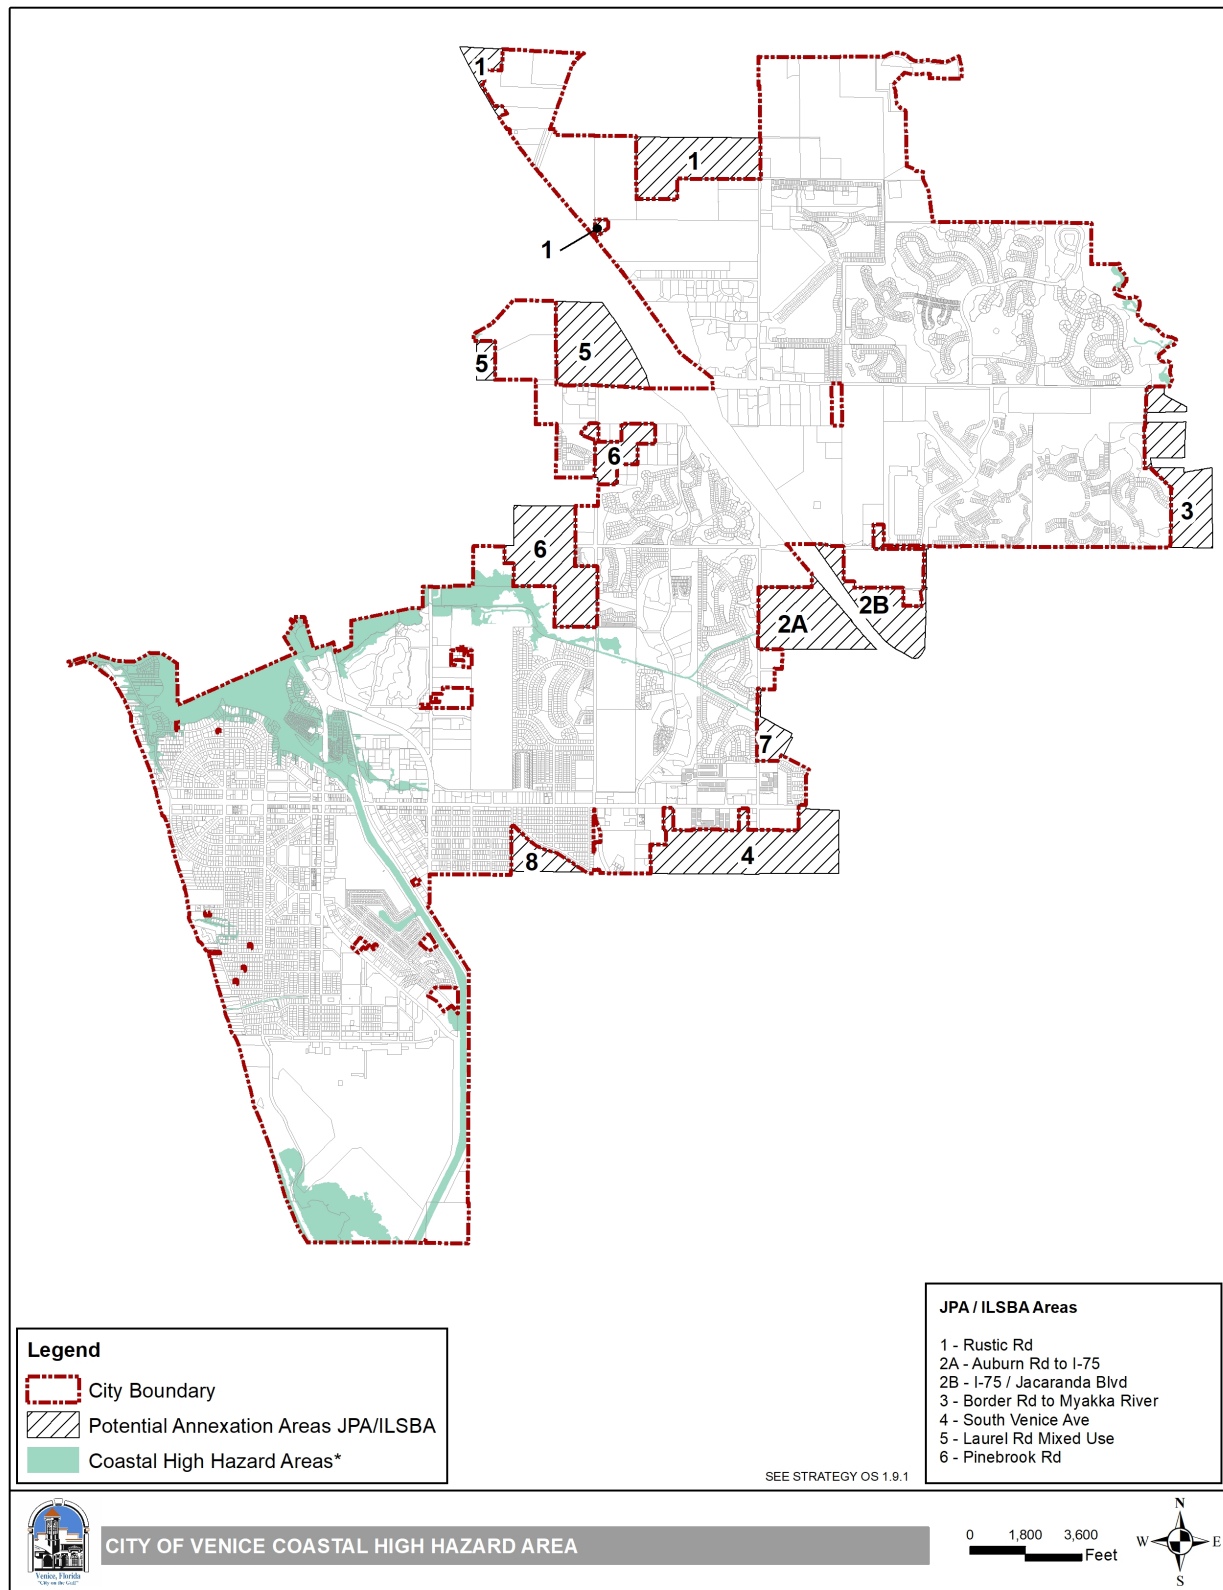 1
1
1
5
5
6
3
6
2B
2A
7
4
8
JPA / ILSBA Areas
1 - Rustic Rd
2A - Auburn Rd to I-75
2B - I-75 / Jacaranda Blvd
3 - Border Rd to Myakka River
4 - South Venice Ave
5 - Laurel Rd Mixed Use
6 - Pinebrook Rd
Legend
City Boundary
Potential Annexation Areas JPA/ILSBA
Coastal High Hazard Areas*
SEE STRATEGY OS 1.9.1
Venice, Florida
"City on the Gulf"
CITY OF VENICE COASTAL HIGH HAZARD AREA
0 1,800 3,600
Feet
N
W E
S